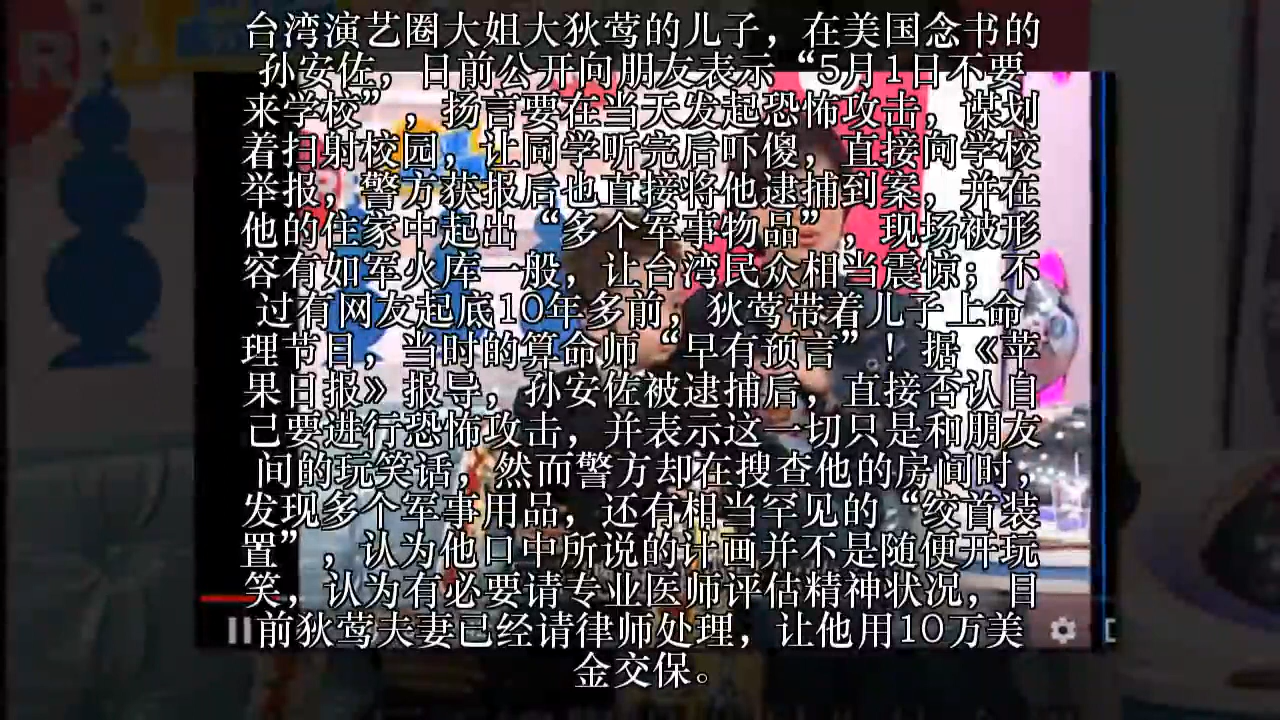 台湾演艺圈大姐大狄莺的儿子，在美国念书的
孙安佐，日前公开向朋友表示“5月1日不要
来学校”，扬言要在当天发起恐怖攻击，谋划
着扫射校园，让同学听完后吓傻，直接向学校
举报，警方获报后也直接将他逮捕到案，并在
他的住家中起出“多个军事物品”，现场被形
容有如军火库一般，让台湾民众相当震惊；不
过有网友起底10年多前，狄莺带着儿子上命
理节目，当时的算命师“早有预言”！据《苹
果日报》报导，孙安佐被逮捕后，直接否认自
己要进行恐怖攻击，并表示这一切只是和朋友
间的玩笑话，然而警方却在搜查他的房间时，
发现多个军事用品，还有相当罕见的“绞首装
置”，认为他口中所说的计画并不是随便开玩
笑，认为有必要请专业医师评估精神状况，目
前狄莺夫妻已经请律师处理，让他用10万美
金交保。